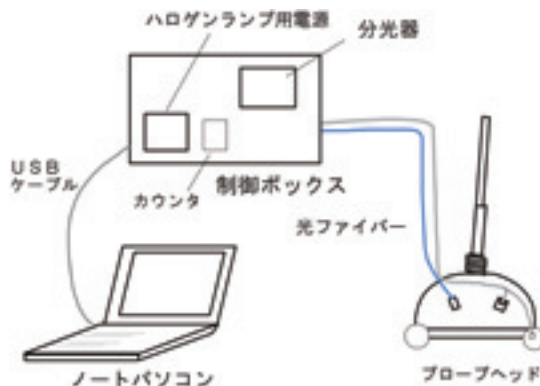 ハロゲンランプ用電源
分光器
USB
ケーブル
カウンタ
制御ボックス
光ファイバー
ノートパソコン
プローブヘッド